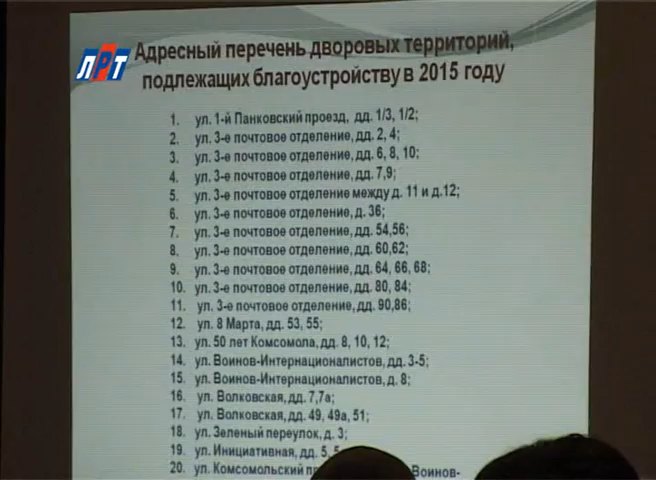 ЛРТ
Адресный перечень дворовых территорий,
подлежащих благоустройству в 2015 году
1. ул. 1-й Панковский проезд, дд. 1/3, 1/2;
2. ул. 3-е почтовое отделение, дд. 2, 4;
3. ул. 3-е почтовое отделение, дд. 6, 8, 10;
4. ул. 3-е почтовое отделение, дд. 7,9;
5. ул. 3-е почтовое отделение между д. 11 и д.12;
6. ул. 3-е почтовое отделение, д. 36;
7. ул. 3-е почтовое отделение, дд. 54,56;
8. ул. 3-е почтовое отделение, дд. 60,62;
9. ул. 3-е почтовое отделение, дд. 64, 66, 68;
10. ул. 3-е почтовое отделение, дд. 80, 84;
11. ул. 3-е почтовое отделение, дд. 90,86;
12. ул. 8 Марта, дд. 53, 55;
13. ул. 50 лет Комсомола, дд. 8, 10, 12;
14. ул. Воинов-Интернационалистов, дд. 3-5;
15. ул. Воинов-Интернационалистов, д. 8;
16. ул. Волковская, дд. 7,7а;
17. ул. Волковская, дд. 49, 49а, 51;
18. ул. Зеленый переулок, д. 3;
19. ул. Инициативная, дд. 5,
20. ул. Комсомольский Воинов-